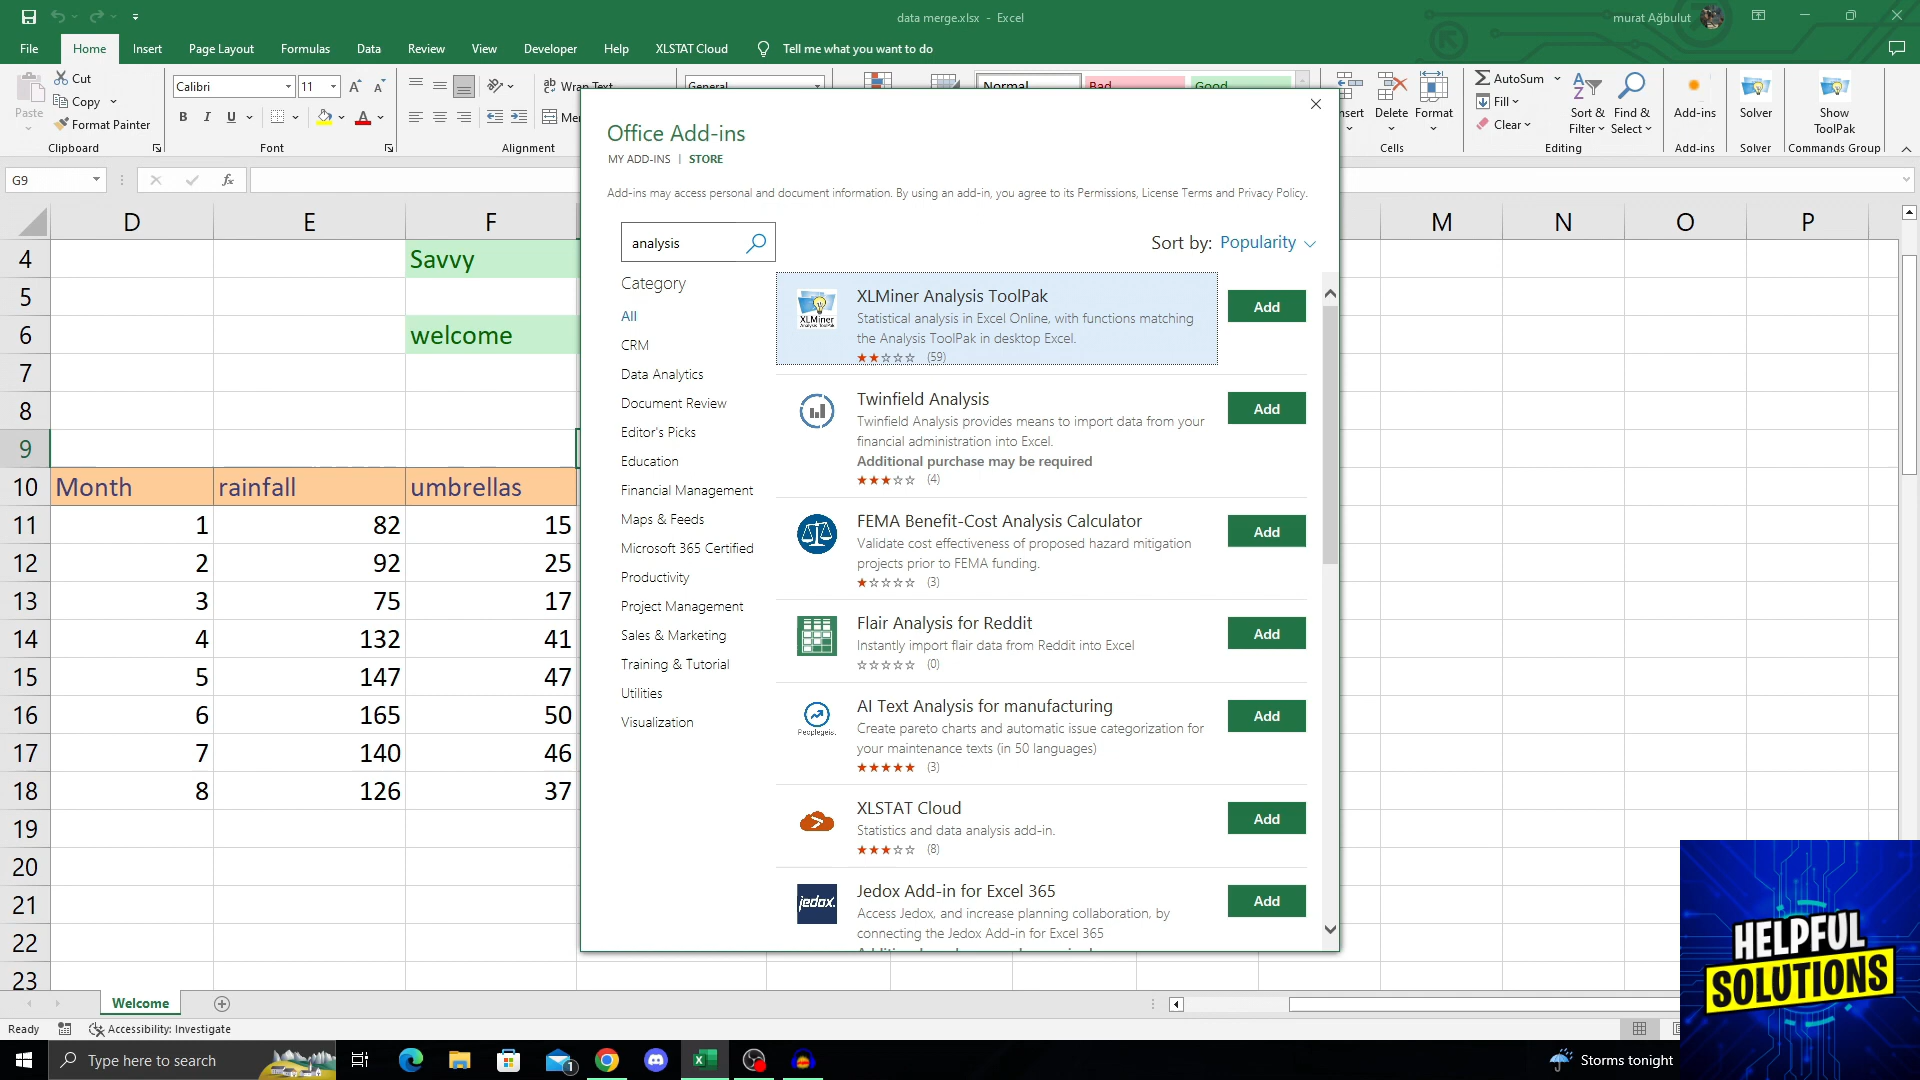 data merge.xlsx - Excel
murat Ağbulut
File Home Insert Page Layout Formulas Data Review View Developer Help XLSTAT Cloud Tell me what you want to do
Paste
Cut
Copy
Format Painter
Clipboard
Calibri 11
B I U
Font
Wrap Text
Alignment
General
Normal Bad Good
Delete Format
Cells
AutoSum
Fill
Clear
Sort & Filter
Find & Select
Editing
Add-ins
Add-ins
Solver
Solver
Show ToolPak
Commands Group
G9
fx
D E F M N O P
4 Savvy
5
6 welcome
7
8
9
10 Month rainfall umbrellas
11 1 82 15
12 2 92 25
13 3 75 17
14 4 132 41
15 5 147 47
16 6 165 50
17 7 140 46
18 8 126 37
19
20
21
22
23
Office Add-ins
MY ADD-INS | STORE
Add-ins may access personal and document information. By using an add-in, you agree to its Permissions, License Terms and Privacy Policy.
analysis
Sort by: Popularity
Category
All
CRM
Data Analytics
Document Review
Editor's Picks
Education
Financial Management
Maps & Feeds
Microsoft 365 Certified
Productivity
Project Management
Sales & Marketing
Training & Tutorial
Utilities
Visualization
XLMiner Analysis ToolPak
XLMiner Analysis ToolPak
Statistical analysis in Excel Online, with functions matching
the Analysis ToolPak in desktop Excel.
(59)
Add
Twinfield Analysis
Twinfield Analysis provides means to import data from your
financial administration into Excel.
Additional purchase may be required
(4)
Add
FEMA Benefit-Cost Analysis Calculator
Validate cost effectiveness of proposed hazard mitigation
projects prior to FEMA funding.
(3)
Add
Flair Analysis for Reddit
Instantly import flair data from Reddit into Excel
(0)
Add
AI Text Analysis for manufacturing
Create pareto charts and automatic issue categorization for
your maintenance texts (in 50 languages)
(3)
Add
XLSTAT Cloud
Statistics and data analysis add-in.
(8)
Add
jedox.
Jedox Add-in for Excel 365
Access Jedox, and increase planning collaboration, by
connecting the Jedox Add-in for Excel 365
Add
Welcome
Ready
Accessibility: Investigate
Type here to search
1
Storms tonight
HELPFUL
SOLUTIONS